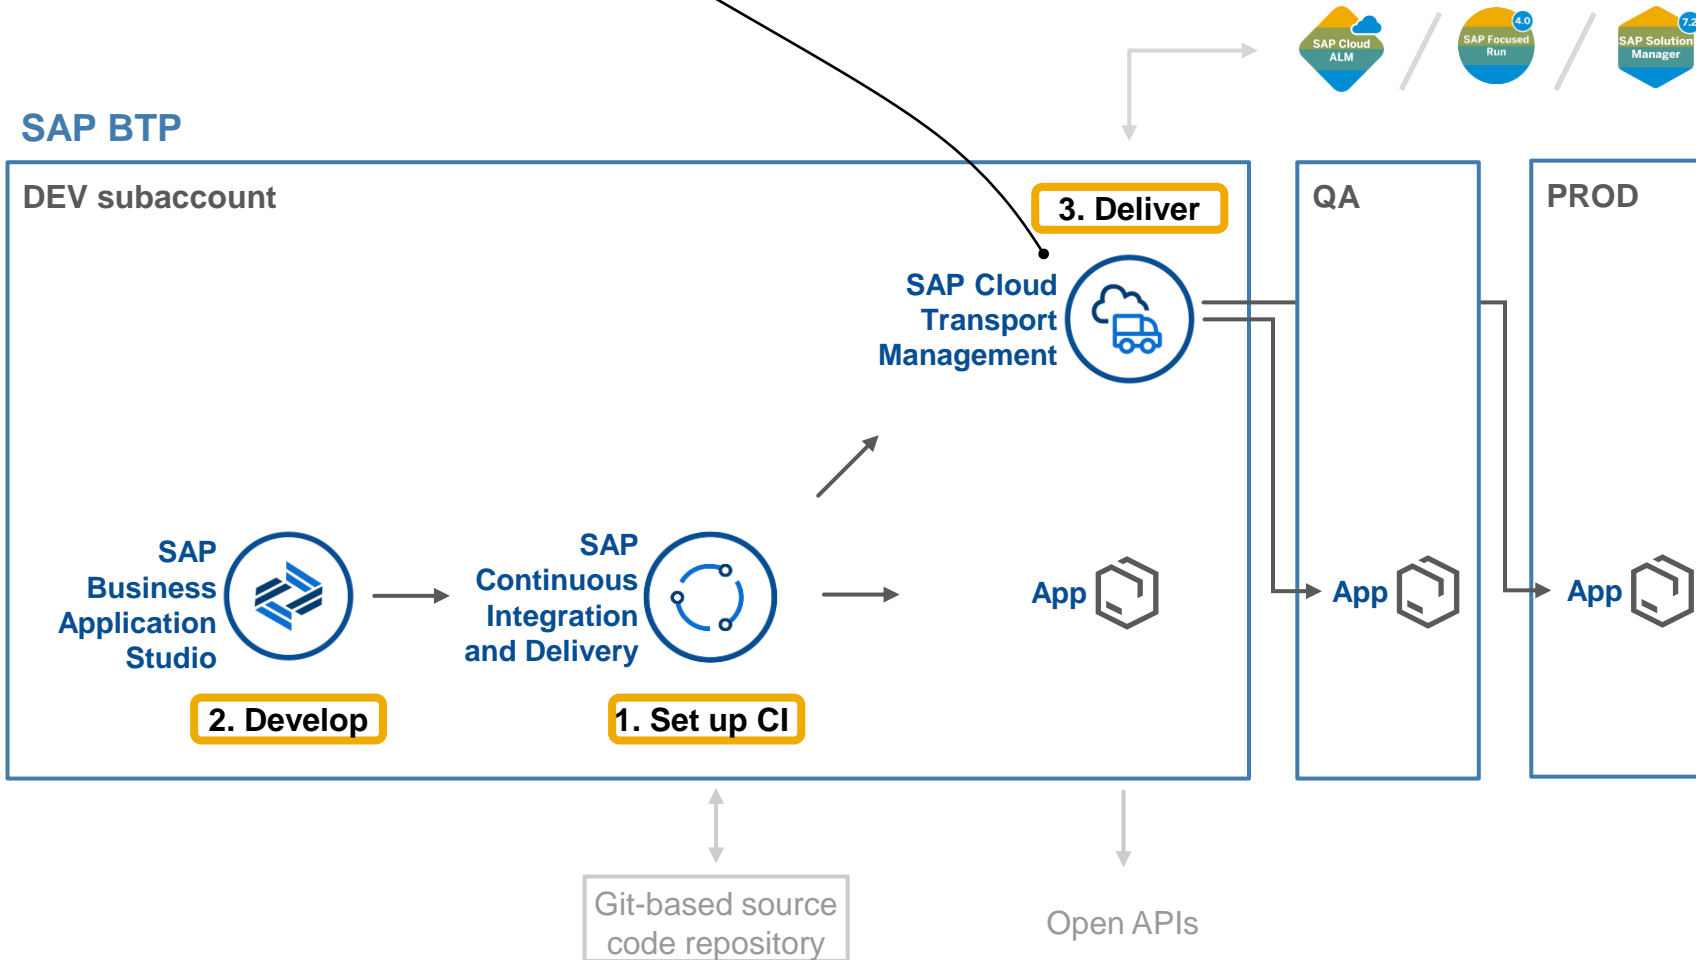 SAP Cloud
ALM
SAP Focused
Run
4.0
SAP Solution
Manager
7.2
SAP BTP
DEV subaccount
3. Deliver
QA
PROD
SAP Cloud
Transport
Management
SAP
Business
Application
Studio
SAP
Continuous
Integration
and Delivery
App
App
App
2. Develop
1. Set up CI
Git-based source
code repository
Open APIs